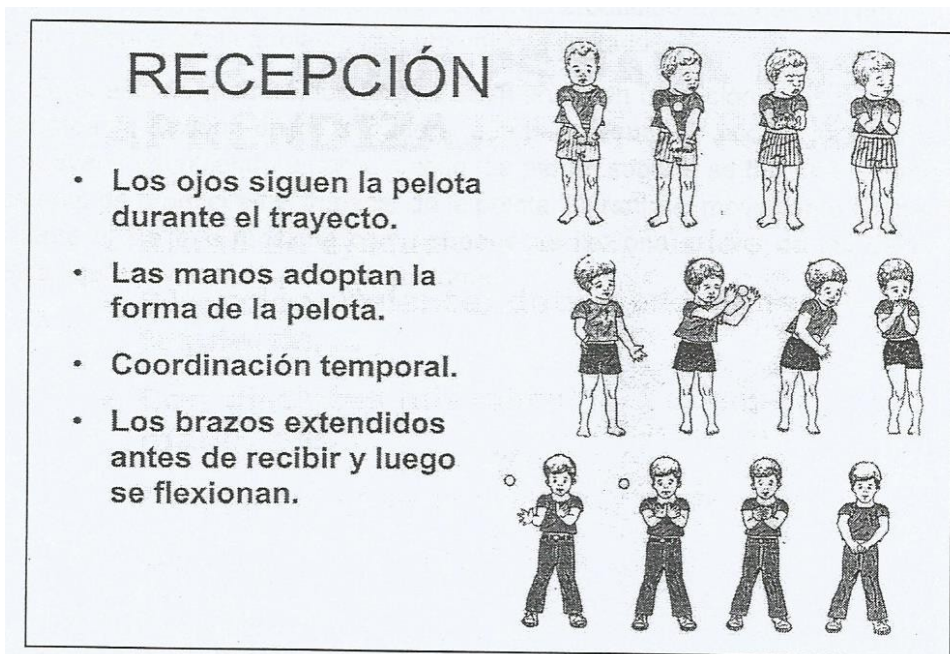 RECEPCIÓN
• Los ojos siguen la pelota
durante el trayecto.
• Las manos adoptan la
forma de la pelota.
• Coordinación temporal.
• Los brazos extendidos
antes de recibir y luego
se flexionan.